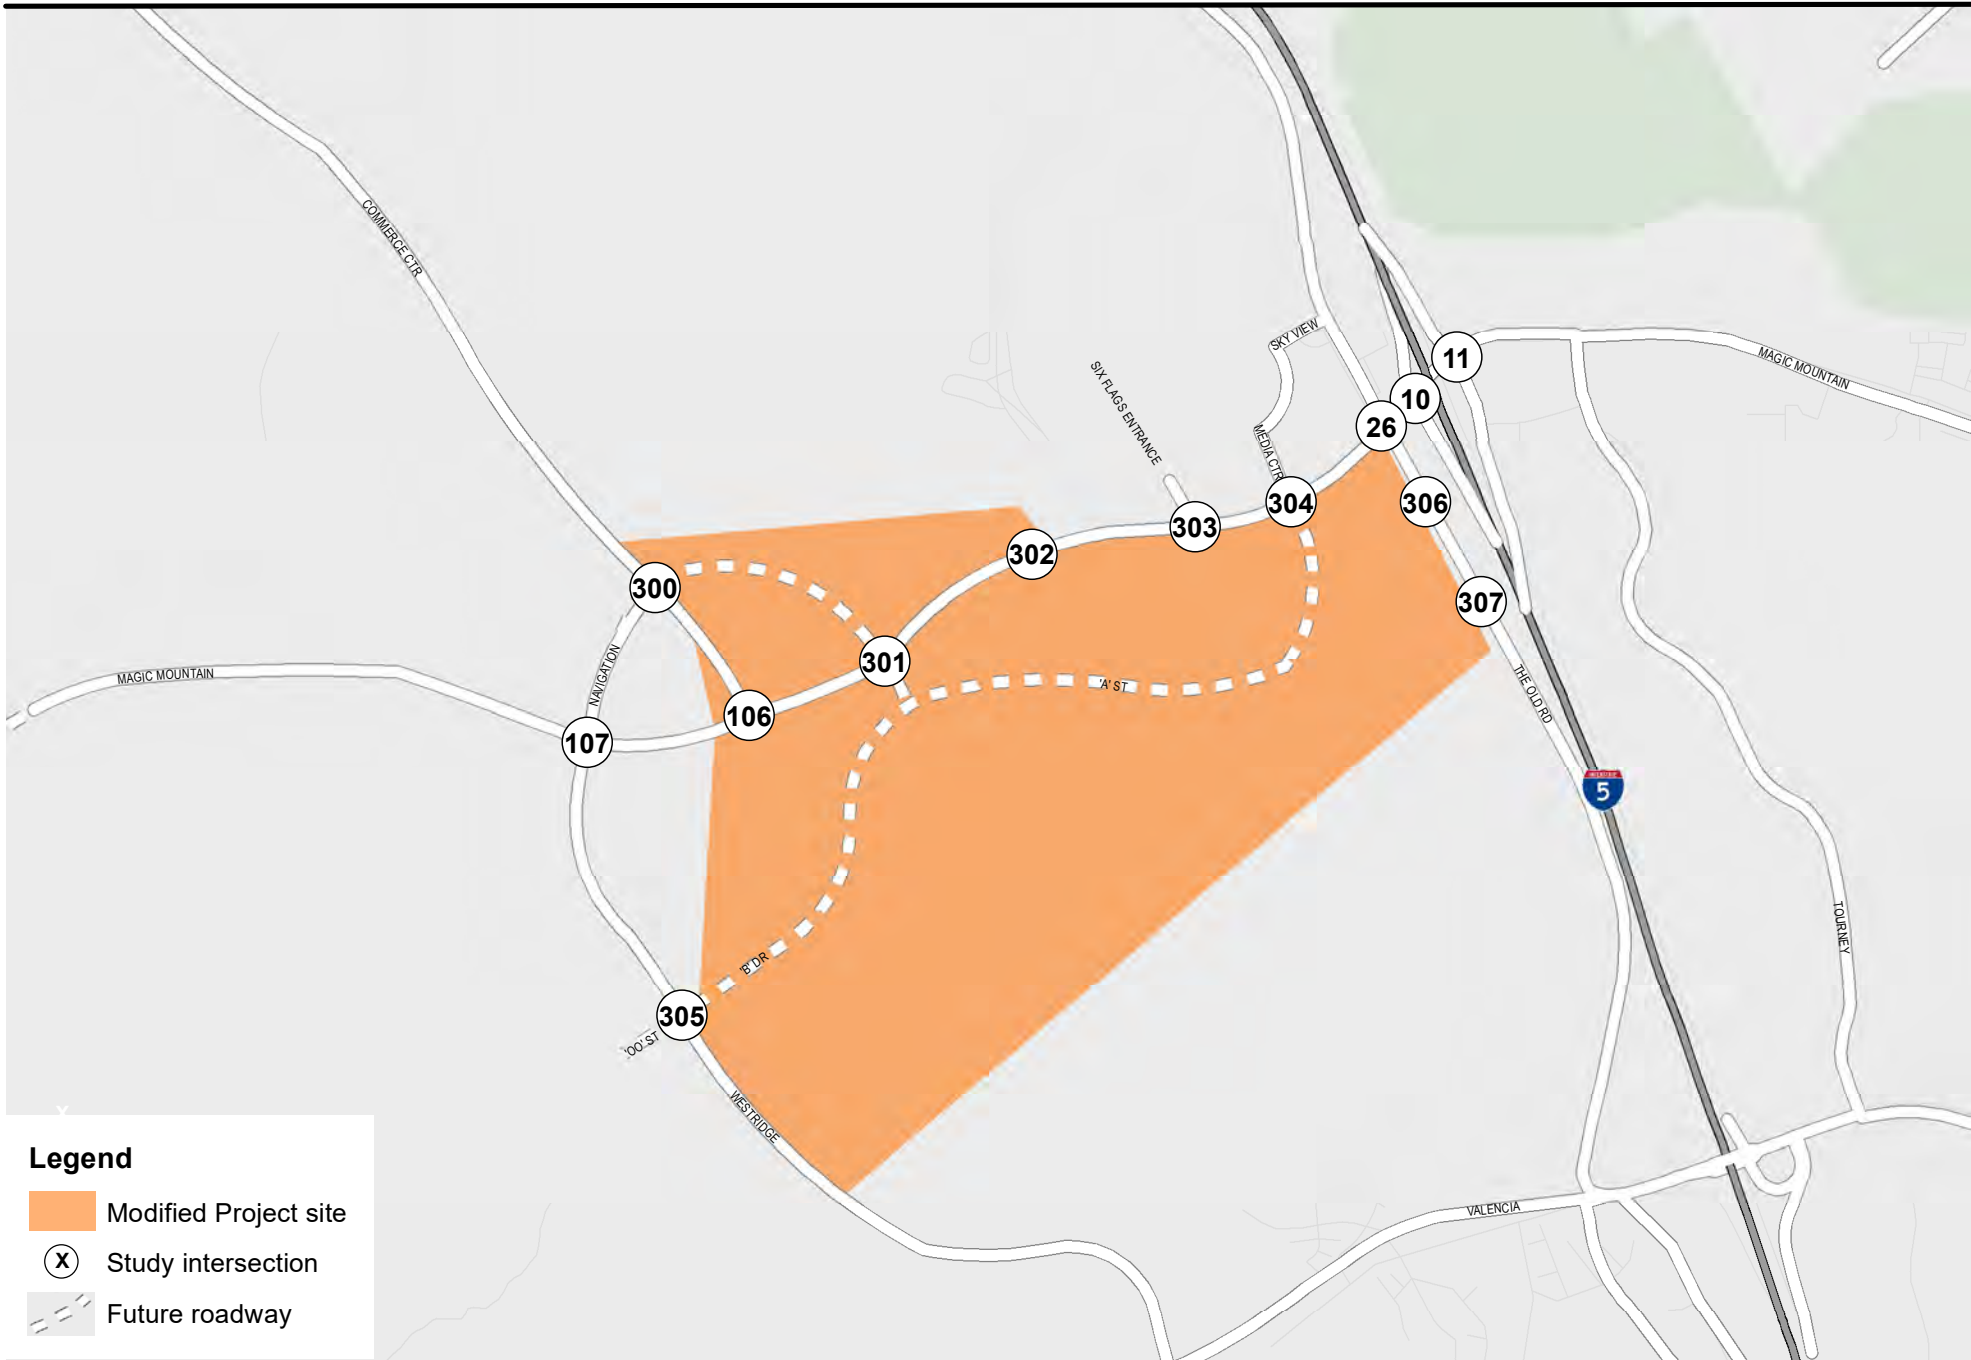 COMMERCE CTR
SKY VIEW
11
MAGIC MOUNTAIN
SIX FLAGS ENTRANCE
10
26
MEDIA CTR
304
306
303
302
300
307
301
NAVIGATION
MAGIC MOUNTAIN
'A' ST
THE OLD RD
106
107
5
TOURNEY
'B' DR
305
'OO' ST
WESTRIDGE
VALENCIA
X
Legend
Modified Project site
X Study intersection
Future roadway